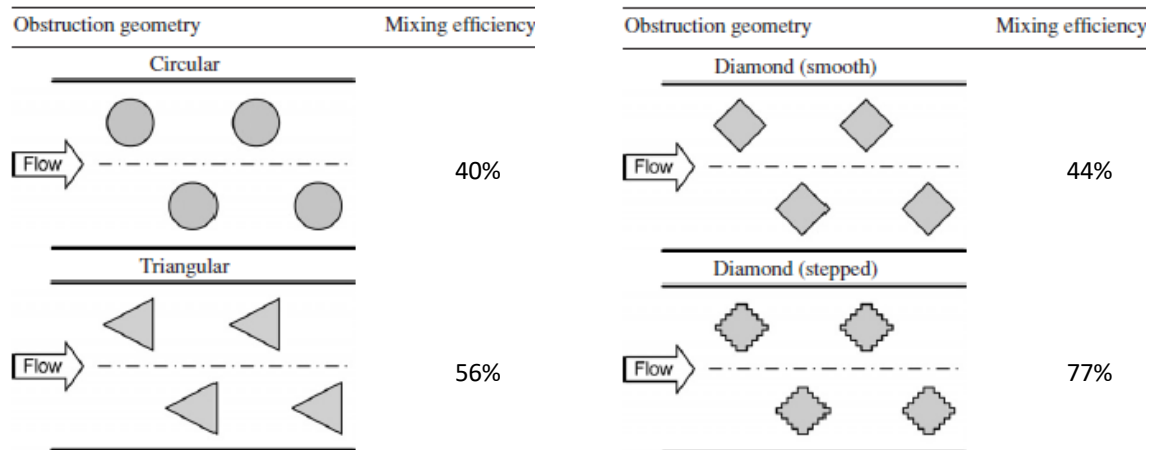 Obstruction geometry Mixing efficiency
Circular
Flow
40%
Triangular
Flow
56%
Obstruction geometry Mixing efficiency
Diamond (smooth)
Flow
44%
Diamond (stepped)
Flow
77%